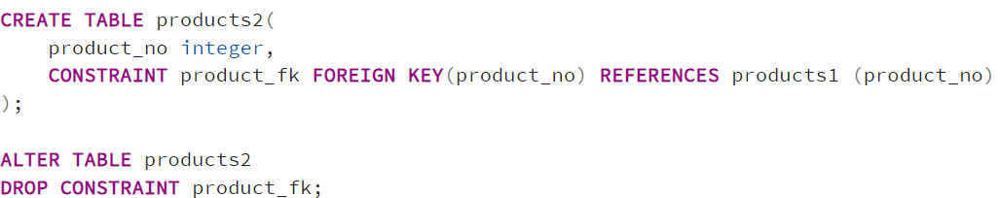 CREATE TABLE products2(
    product_no integer,
    CONSTRAINT product_fk FOREIGN KEY(product_no) REFERENCES products1 (product_no)
);

ALTER TABLE products2
DROP CONSTRAINT product_fk;